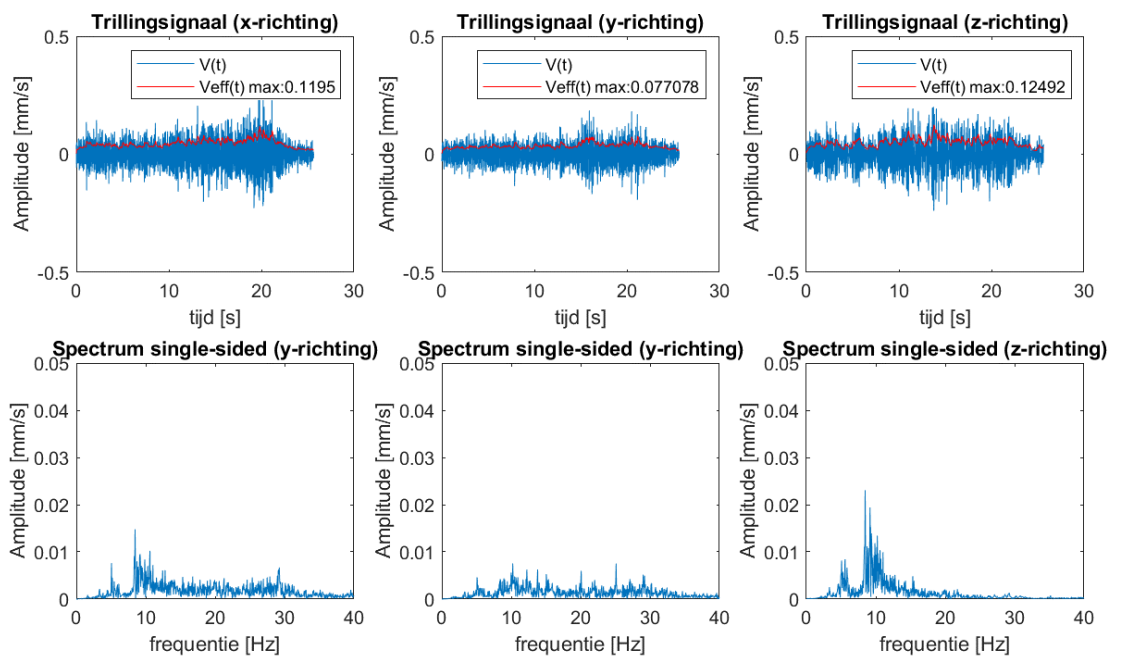 Trillingsignaal (x-richting)
0.5
0
-0.5
Amplitude [mm/s]
V(t)
Veff(t) max:0.1195
0 10 20 30
tijd [s]
Trillingsignaal (y-richting)
0.5
0
-0.5
Amplitude [mm/s]
V(t)
Veff(t) max:0.077078
0 10 20 30
tijd [s]
Trillingsignaal (z-richting)
0.5
0
-0.5
Amplitude [mm/s]
V(t)
Veff(t) max:0.12492
0 10 20 30
tijd [s]
Spectrum single-sided (y-richting)
0.05
0.04
0.03
0.02
0.01
0
Amplitude [mm/s]
0 10 20 30 40
frequentie [Hz]
Spectrum single-sided (y-richting)
0.05
0.04
0.03
0.02
0.01
0
Amplitude [mm/s]
0 10 20 30 40
frequentie [Hz]
Spectrum single-sided (z-richting)
0.05
0.04
0.03
0.02
0.01
0
Amplitude [mm/s]
0 10 20 30 40
frequentie [Hz]